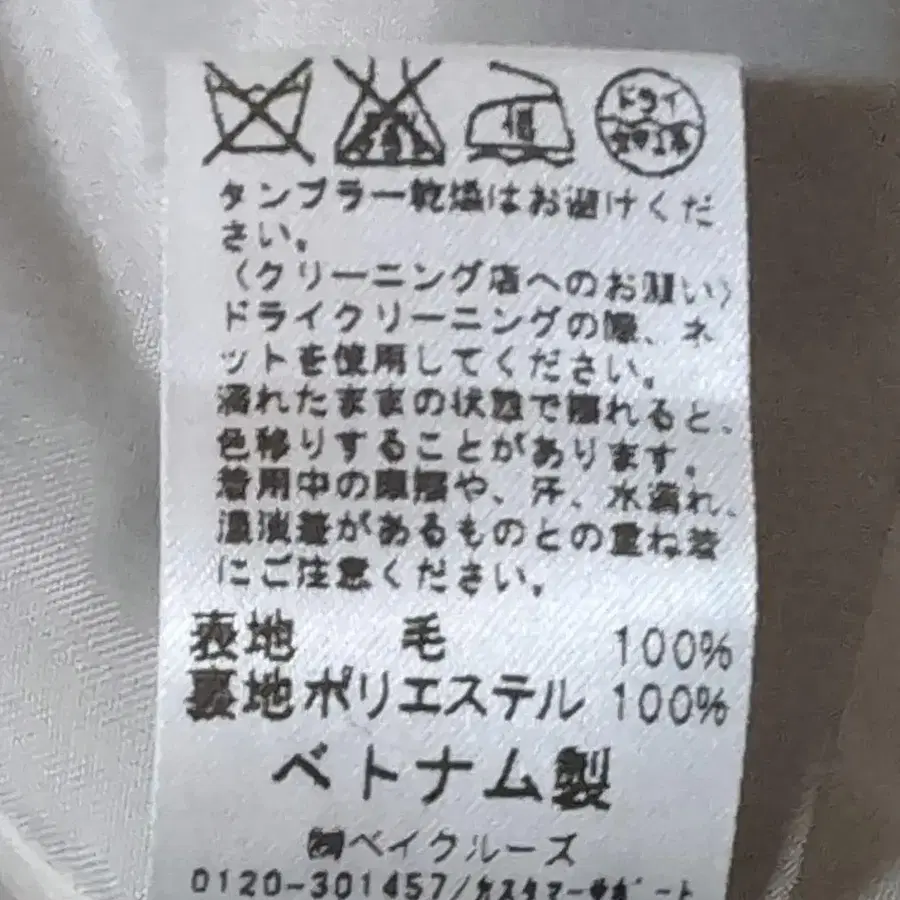 ドライ
タンブラー乾燥はお避けくだ
さい。
〈クリーニング店へのお願い〉
ドライクリーニングの際、ネ
ットを使用してください。
濡れたままの状態で擦れると、
色移りすることがあります。
着用中の摩擦や、汗、水濡れ、
濃淡差があるものとの重ね着
にご注意ください。
表地 毛 100%
裏地 ポリエステル 100%
ベトナム製
㈱ベイクルーズ
0120-301457/カスタマーサポート